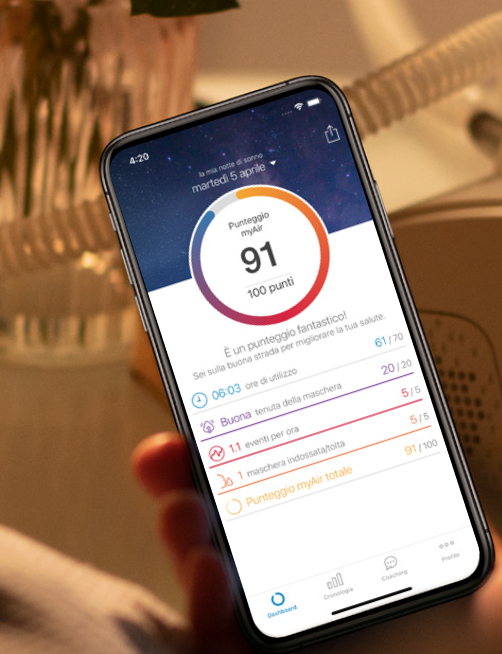 4:20
la mia notte di sonno
martedì 5 aprile
Punteggio
myAir
91
100 punti
È un punteggio fantastico!
Sei sulla buona strada per migliorare la tua salute.
06:03 ore di utilizzo 61 / 70
Buona tenuta della maschera 20 / 20
1.1 eventi per ora 5 / 5
1 maschera indossata/tolta 5 / 5
Punteggio myAir totale 91 / 100
Dashboard Cronologia Coaching Profilo